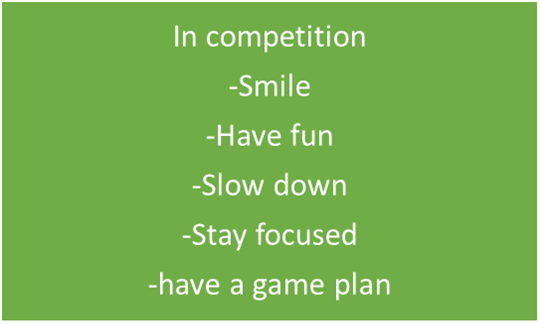 In competition
-Smile
-Have fun
-Slow down
-Stay focused
-have a game plan